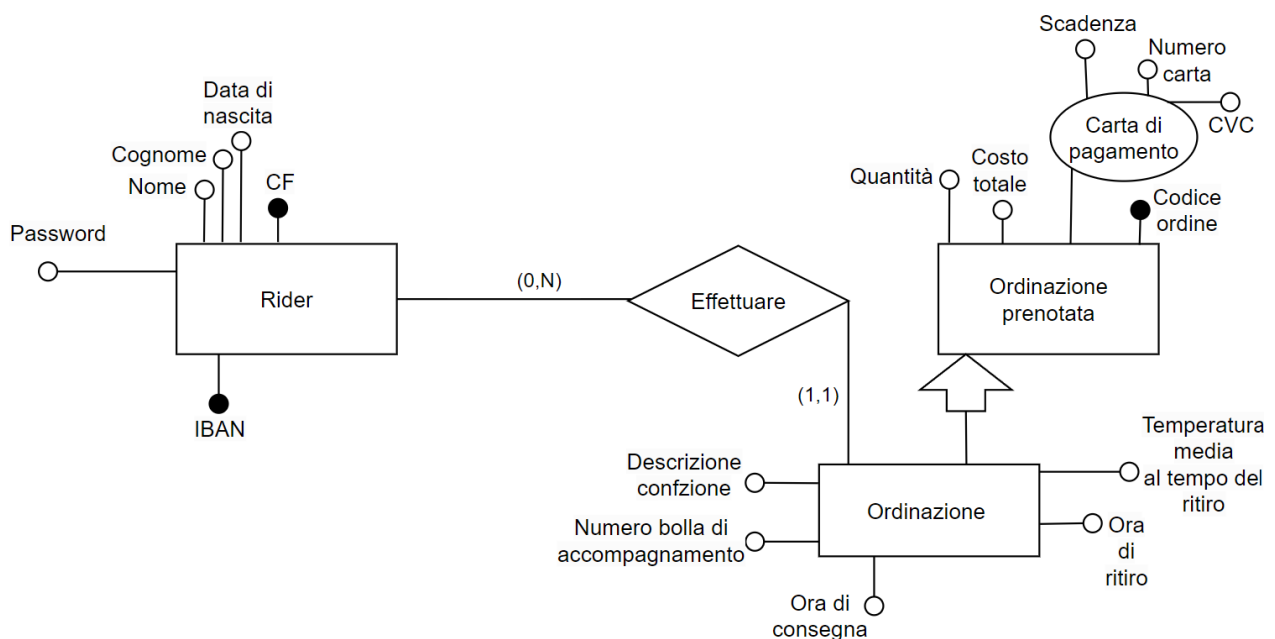 Scadenza
Numero
carta
CVC
Carta di
pagamento
Data di
nascita
Cognome
Nome
CF
Password
Rider
IBAN
(0,N)
Effettuare
(1,1)
Quantità
Costo
totale
Codice
ordine
Ordinazione
prenotata
Descrizione
confzione
Numero bolla di
accompagnamento
Ordinazione
Ora di
consegna
Temperatura
media
al tempo del
ritiro
Ora
di
ritiro